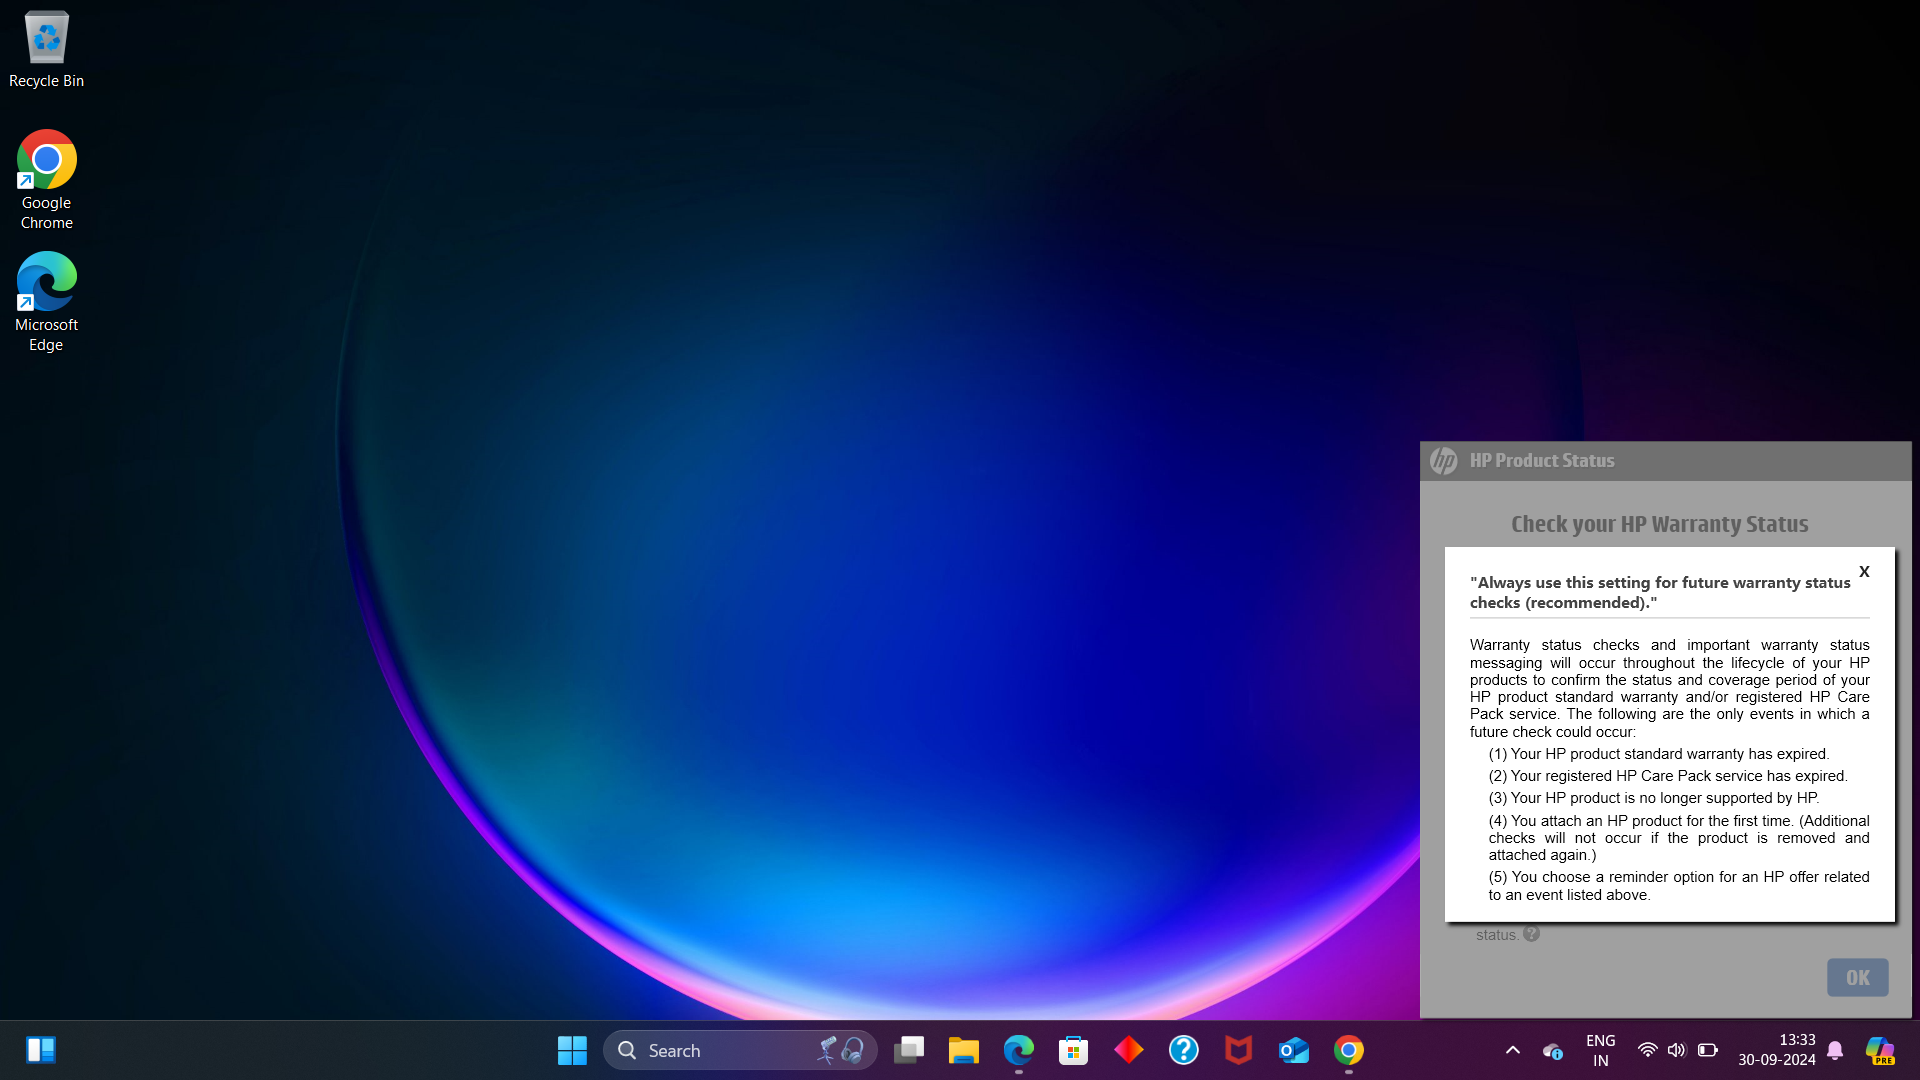 Recycle Bin
Google
Chrome
Microsoft
Edge
hp HP Product Status
Check your HP Warranty Status
X
"Always use this setting for future warranty status
checks (recommended)."
Warranty status checks and important warranty status
messaging will occur throughout the lifecycle of your HP
products to confirm the status and coverage period of your
HP product standard warranty and/or registered HP Care
Pack service. The following are the only events in which a
future check could occur:
(1) Your HP product standard warranty has expired.
(2) Your registered HP Care Pack service has expired.
(3) Your HP product is no longer supported by HP.
(4) You attach an HP product for the first time. (Additional
checks will not occur if the product is removed and
attached again.)
(5) You choose a reminder option for an HP offer related
to an event listed above.
status. ?
OK
Search
ENG
IN
13:33
30-09-2024
PRE